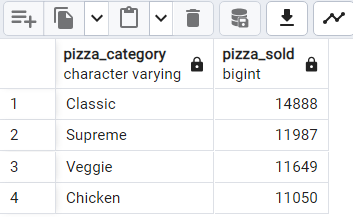 pizza_category pizza_sold
character varying bigint
1 Classic 14888
2 Supreme 11987
3 Veggie 11649
4 Chicken 11050